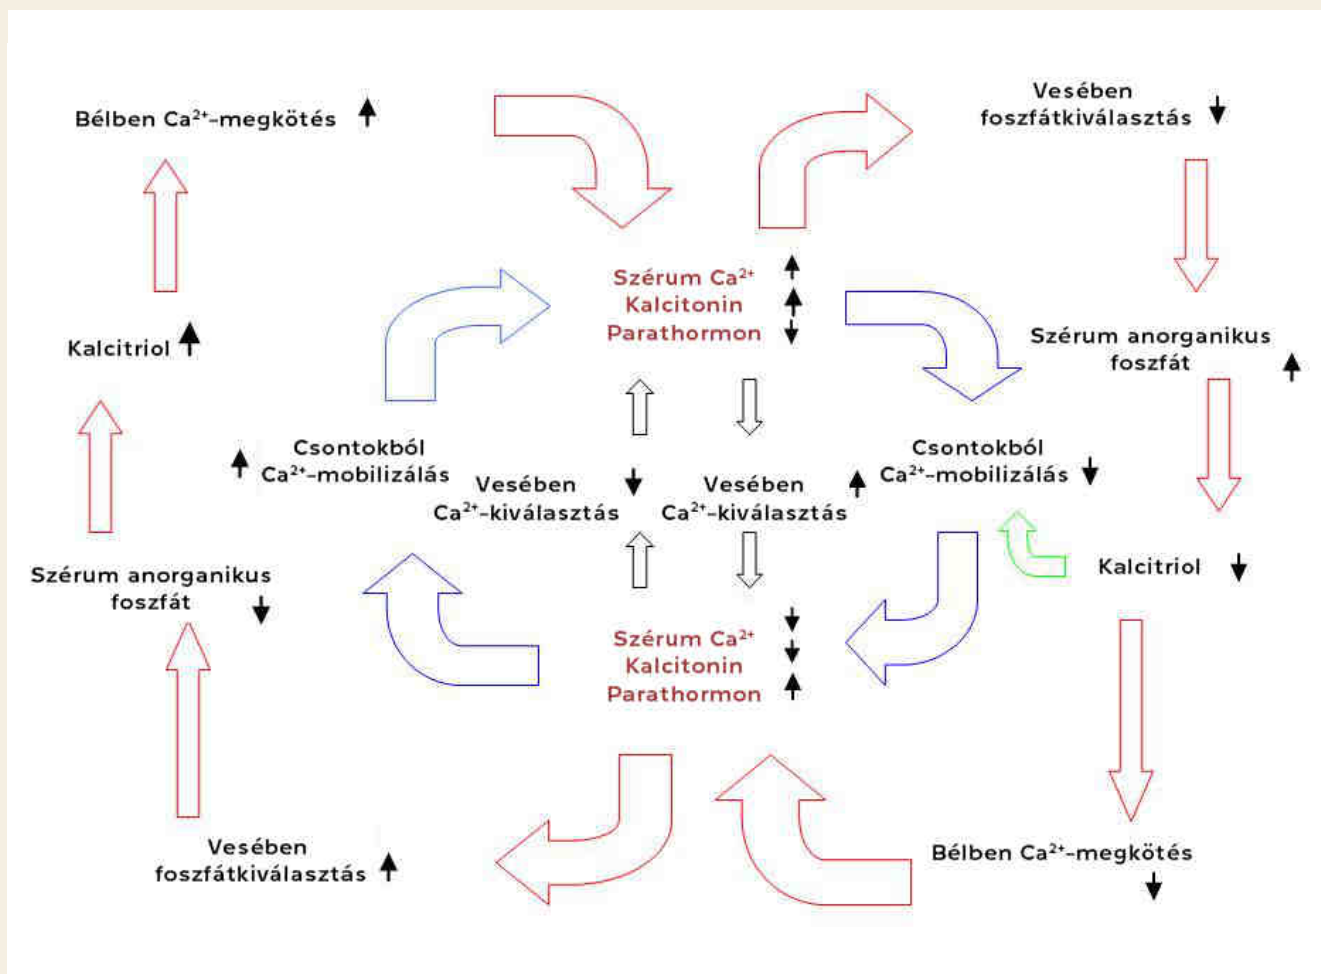 Bélben Ca²⁺-megkötés
Vesében
foszfátkiválasztás
Szérum Ca²⁺
Kalcitonin
Parathormon
Kalcitriol
Szérum anorganikus
foszfát
Csontokból
Ca²⁺-mobilizálás
Vesében
Ca²⁺-kiválasztás
Vesében
Ca²⁺-kiválasztás
Csontokból
Ca²⁺-mobilizálás
Szérum anorganikus
foszfát
Kalcitriol
Szérum Ca²⁺
Kalcitonin
Parathormon
Vesében
foszfátkiválasztás
Bélben Ca²⁺-megkötés